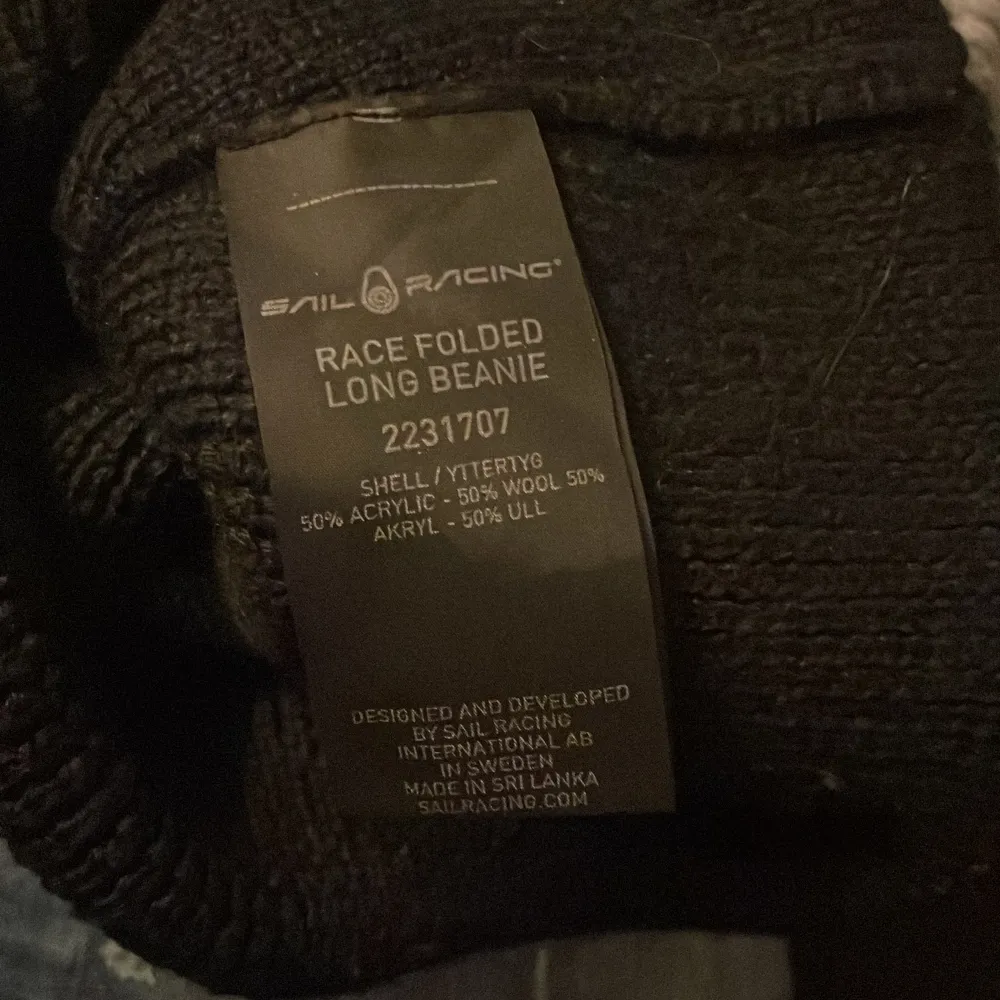 SAIL RACING®
RACE FOLDED
LONG BEANIE
2231707
SHELL / YTTERTYG
50% ACRYLIC - 50% WOOL 50%
AKRYL - 50% ULL
DESIGNED AND DEVELOPED
BY SAIL RACING
INTERNATIONAL AB
IN SWEDEN
MADE IN SRI LANKA
SAILRACING.COM